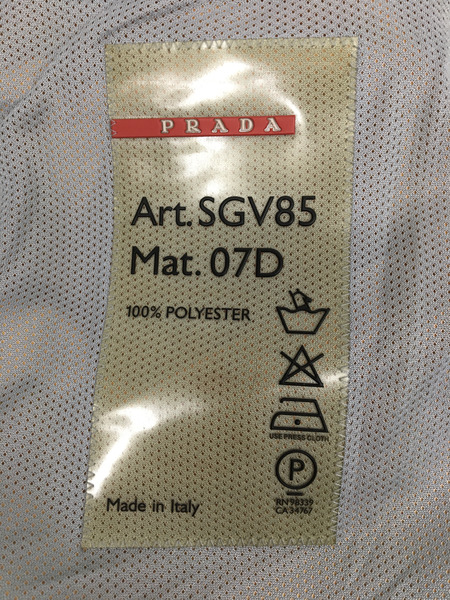 PRADA
Art. SGV85
Mat. 07D
100% POLYESTER
USE PRESS CLOTH
P
RN 98339
CA 34767
Made in Italy